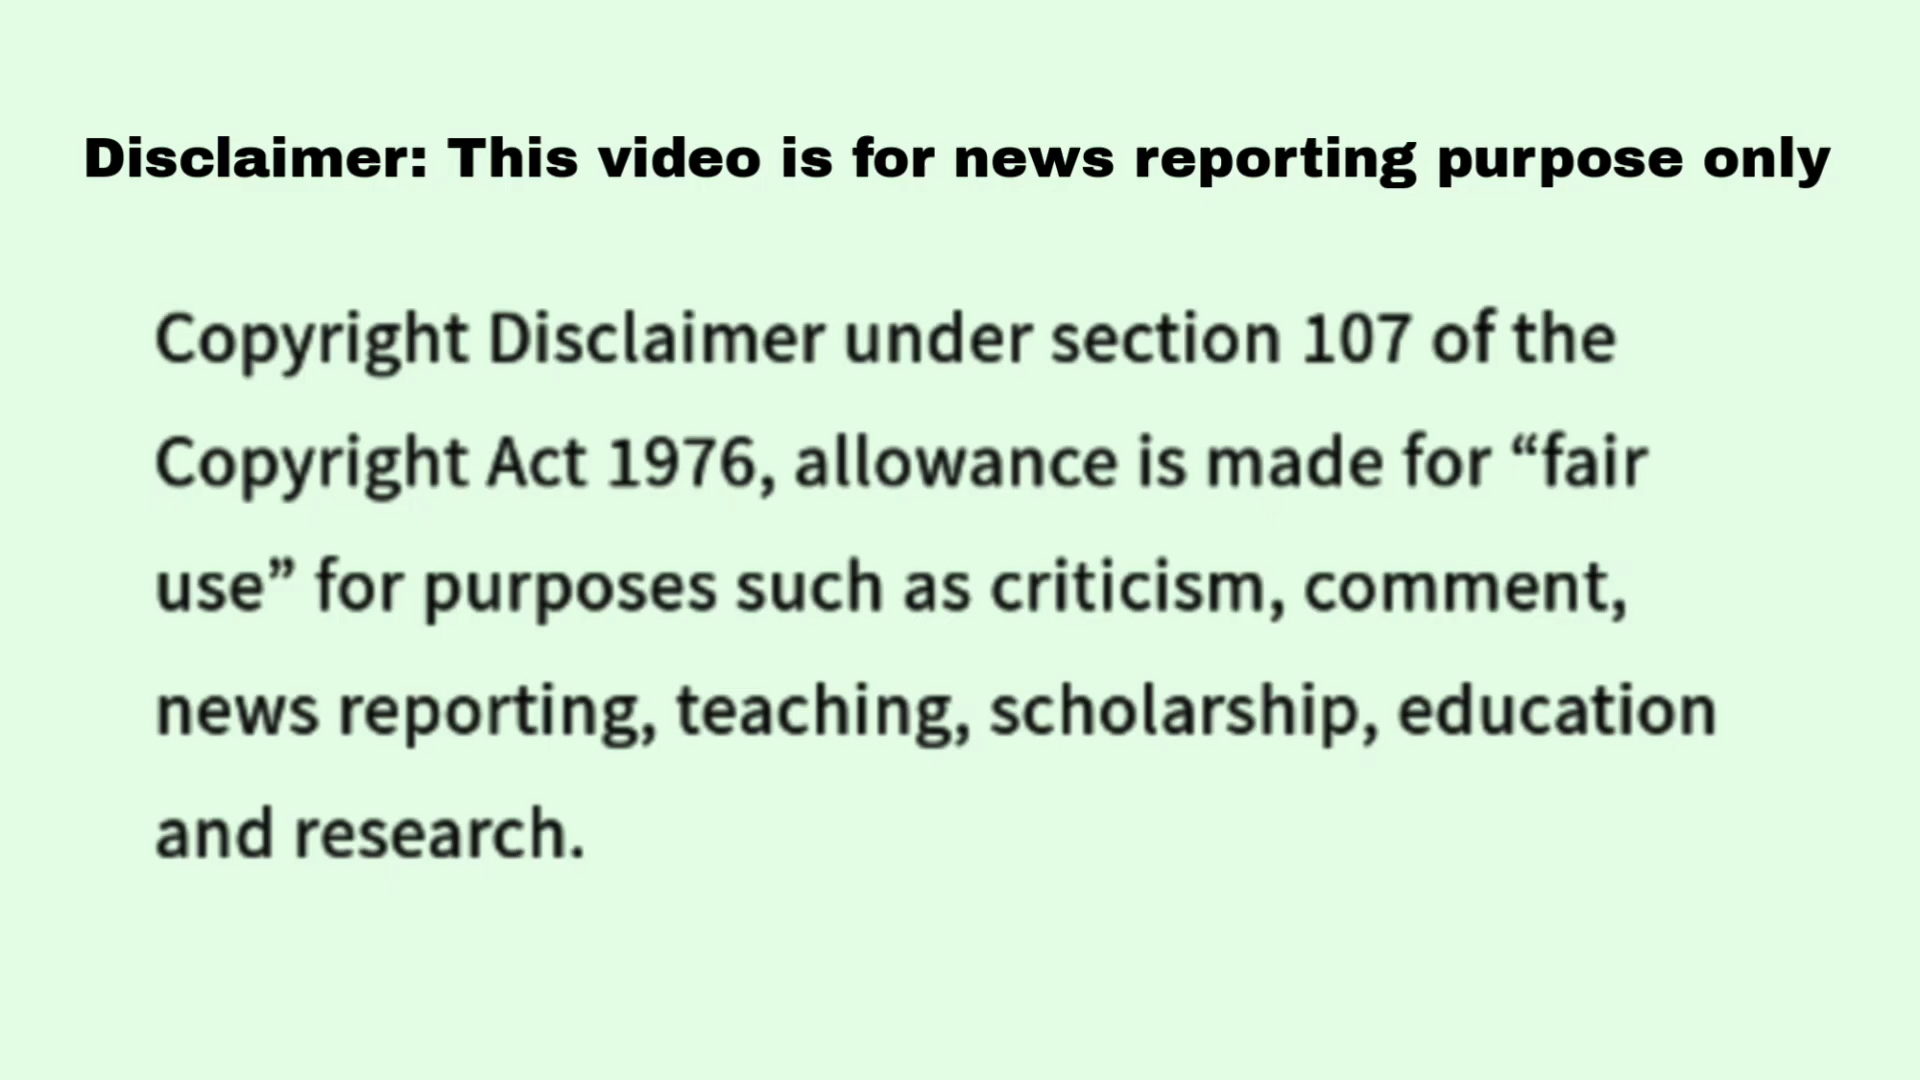 Disclaimer: This video is for news reporting purpose only
Copyright Disclaimer under section 107 of the
Copyright Act 1976, allowance is made for “fair
use” for purposes such as criticism, comment,
news reporting, teaching, scholarship, education
and research.